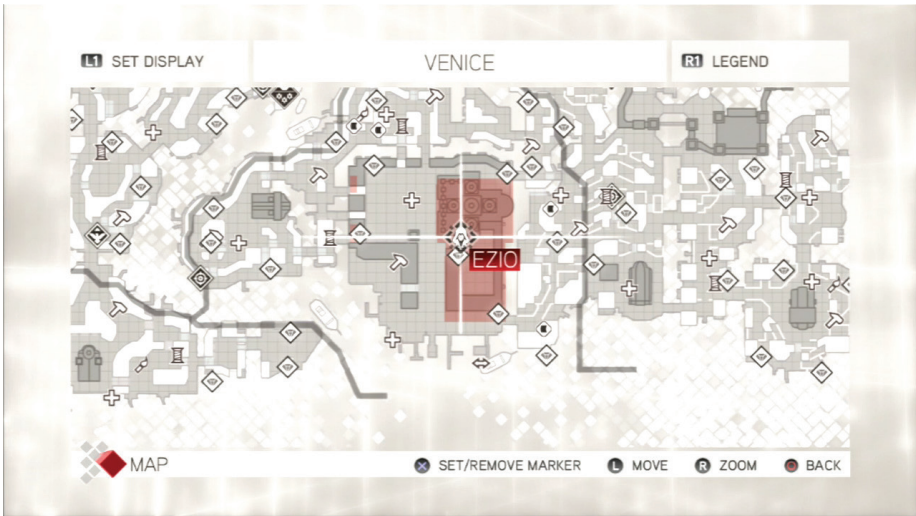 L1 SET DISPLAY
VENICE
R1 LEGEND
EZIO
MAP
SET/REMOVE MARKER
L MOVE
R ZOOM
BACK